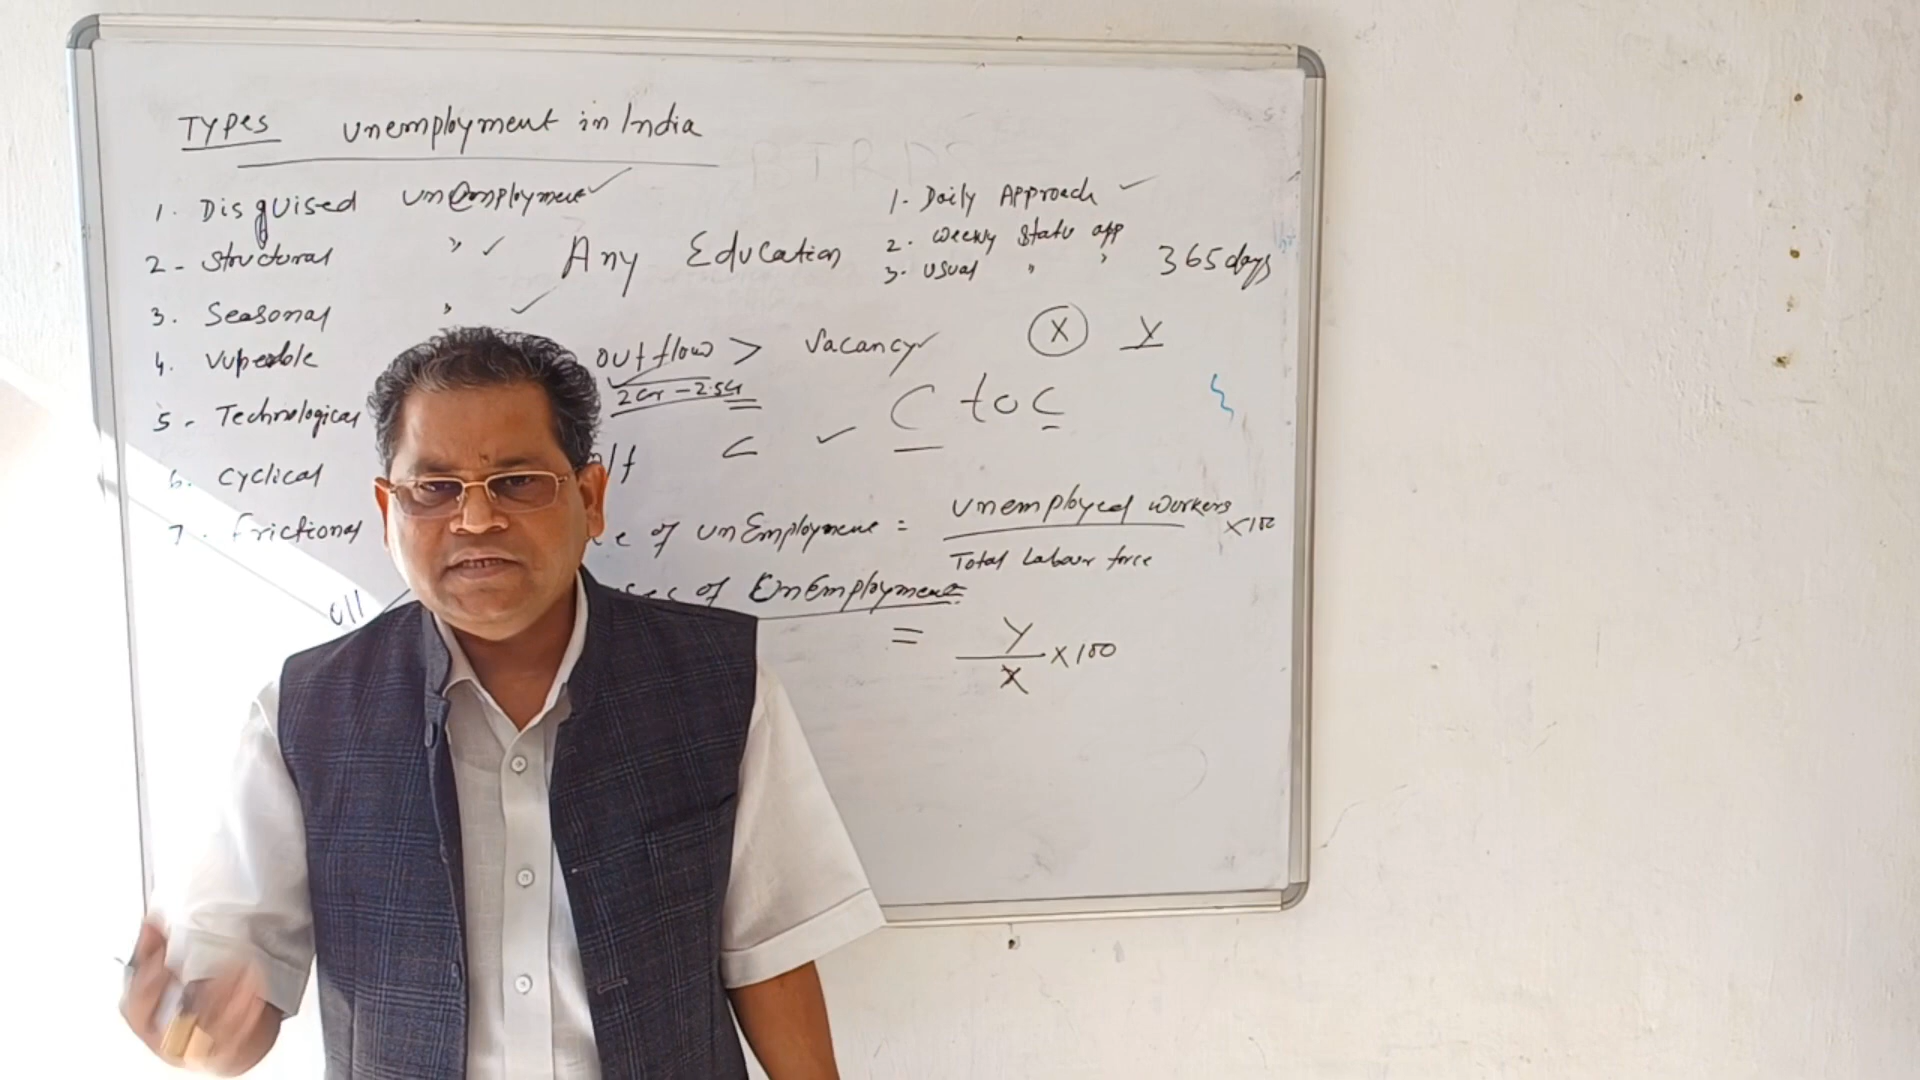 TYPES Unemployment in India
1. Disguised Unemployment
2- Structural "
3. Seasonal "
4.
5- Technological
6. Cyclical
7. Frictional
Any Education
1. Daily Approach
2. Weekly Status app
3. Usual " " 365 days
outflow > Vacancy
2Cr - 2.5Cr
X Y
C to C
C
of UnEmployment = Unemployed workers / Total Labour force X100
of UnEmployment
= Y / X X100